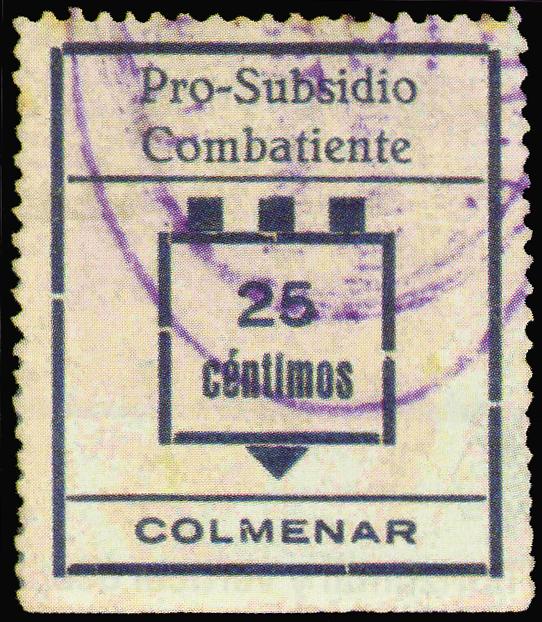 Pro-Subsidio
Combatiente
25
céntimos
COLMENAR